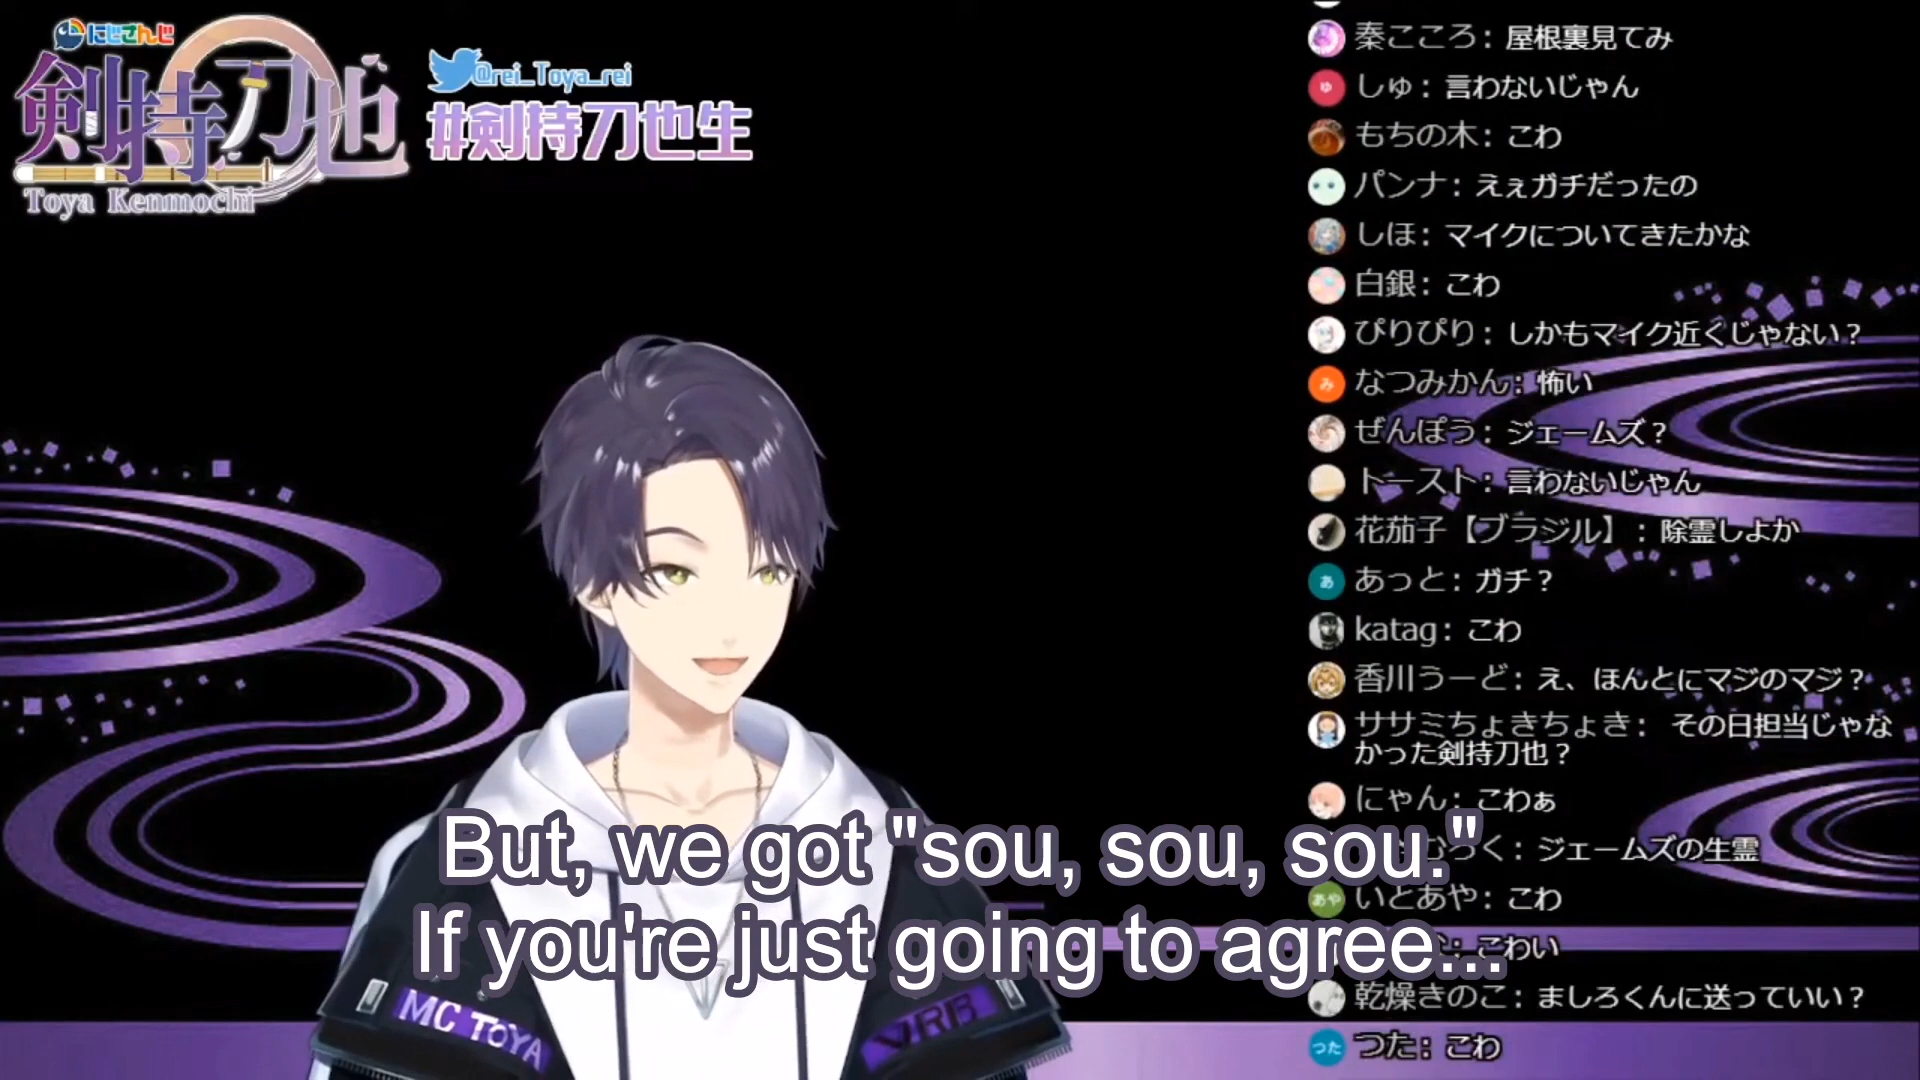 にじさんじ
剣持刀也
Toya Kenmochi
@rei_Toya_rei
#剣持刀也生
秦こころ: 屋根裏見てみ
ゅ
しゅ: 言わないじゃん
もちの木: こわ
パンナ: えぇガチだったの
しほ: マイクについてきたかな
白銀: こわ
ぴりぴり: しかもマイク近くじゃない?
み
なつみかん: 怖い
ぜんぽう: ジェームズ?
トースト: 言わないじゃん
花茄子【ブラジル】: 除霊しよか
あ
あっと: ガチ?
katag: こわ
香川うーど: え、ほんとにマジのマジ?
ササミちょきちょき: その日担当じゃな
かった剣持刀也?
にゃん: こわぁ
く: ジェームズの生霊
あや
いとあや: こわ
: こわい
乾燥きのこ: ましろくんに送っていい?
つた
つた: こわ
But, we got "sou, sou, sou."
If you're just going to agree...
MC TOYA
VRB